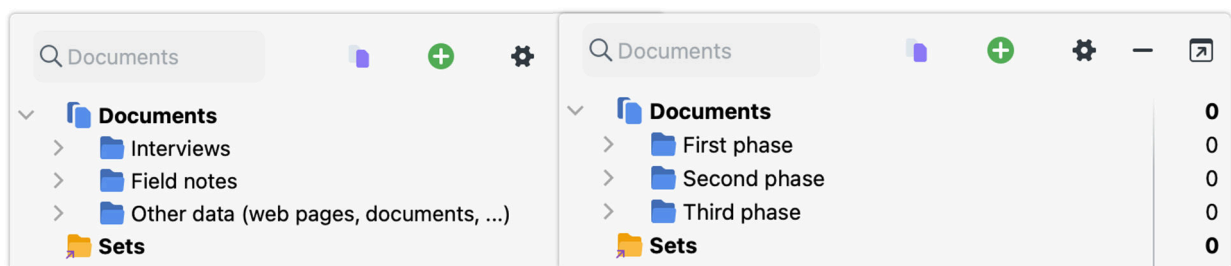 Documents
Documents
Interviews
Field notes
Other data (web pages, documents, ...)
Sets
Documents
Documents 0
First phase 0
Second phase 0
Third phase 0
Sets 0